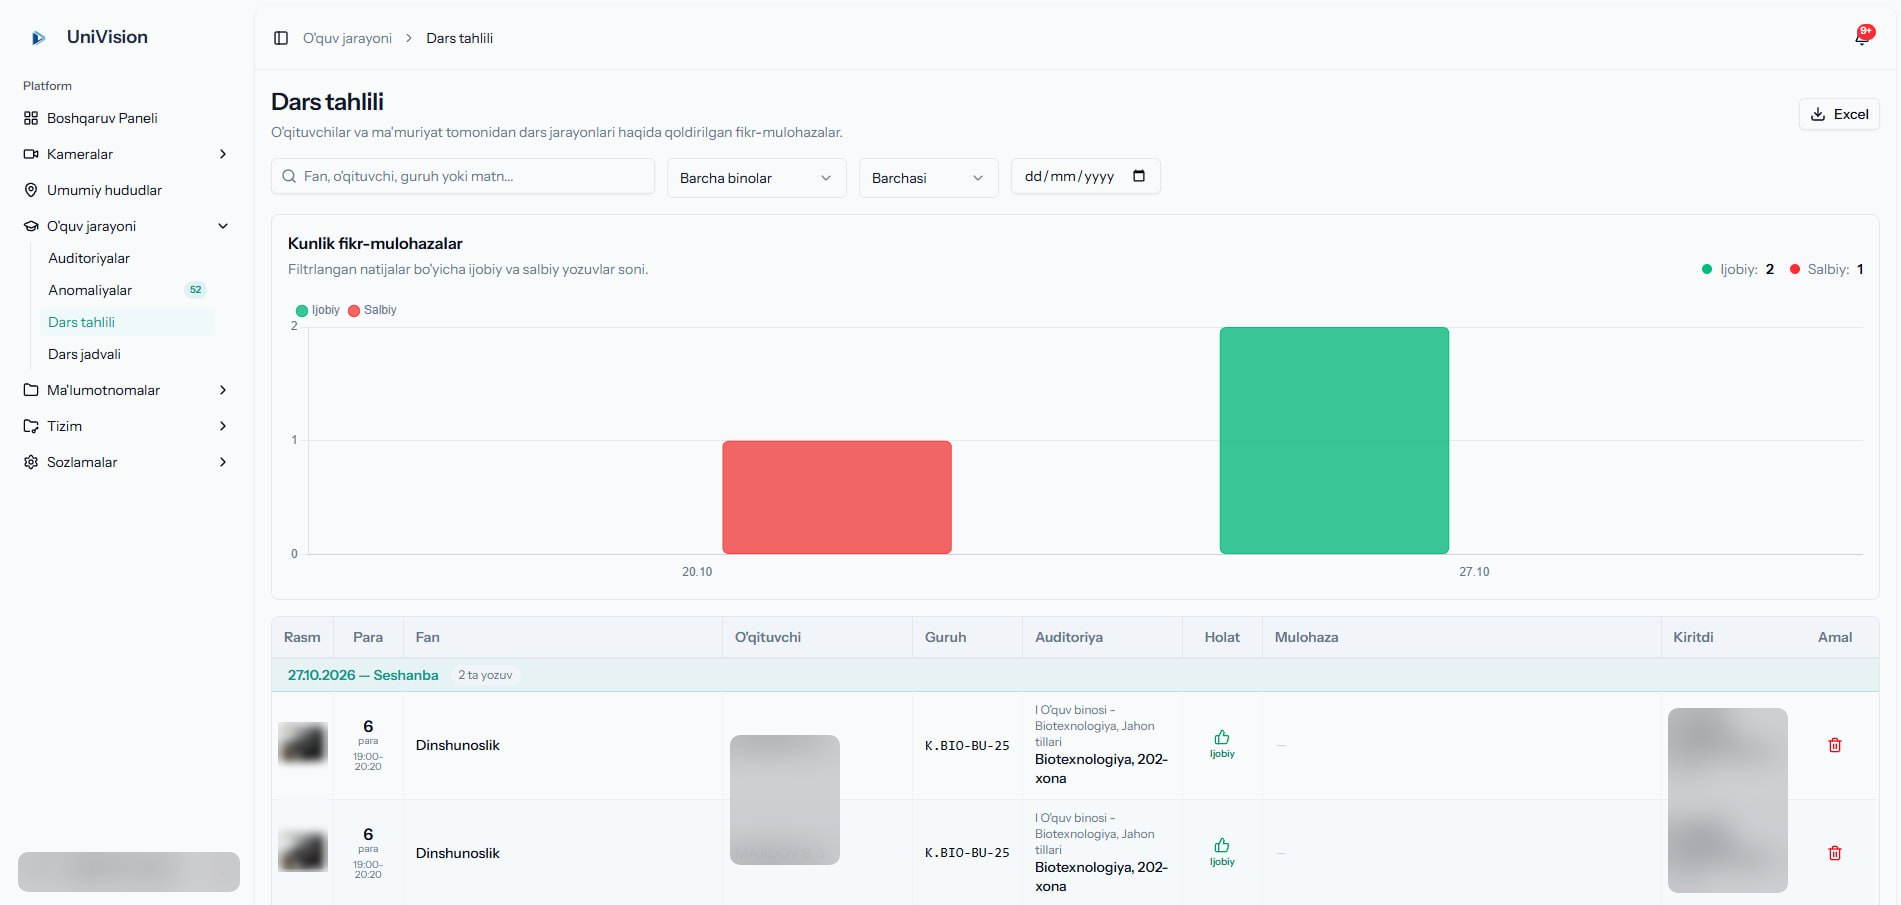 UniVision
Platform
Boshqaruv Paneli
Kameralar
Umumiy hududlar
O'quv jarayoni
Auditoriyalar
Anomaliyalar 52
Dars tahlili
Dars jadvali
Ma'lumotnomalar
Tizim
Sozlamalar
O'quv jarayoni > Dars tahlili
9+
Dars tahlili
O'qituvchilar va ma'muriyat tomonidan dars jarayonlari haqida qoldirilgan fikr-mulohazalar.
Excel
Fan, o'qituvchi, guruh yoki matn...
Barcha binolar
Barchasi
dd/mm/yyyy
Kunlik fikr-mulohazalar
Filtrlangan natijalar bo'yicha ijobiy va salbiy yozuvlar soni.
Ijobiy: 2 Salbiy: 1
Ijobiy Salbiy
2
1
0
20.10 27.10
Rasm Para Fan O'qituvchi Guruh Auditoriya Holat Mulohaza Kiritdi Amal
27.10.2026 — Seshanba 2 ta yozuv
6
para
19:00-
20:20
Dinshunoslik
K.BIO-BU-25
I O'quv binosi -
Biotexnologiya, Jahon
tillari
Biotexnologiya, 202-
xona
Ijobiy
—
6
para
19:00-
20:20
Dinshunoslik
K.BIO-BU-25
I O'quv binosi -
Biotexnologiya, Jahon
tillari
Biotexnologiya, 202-
xona
Ijobiy
—